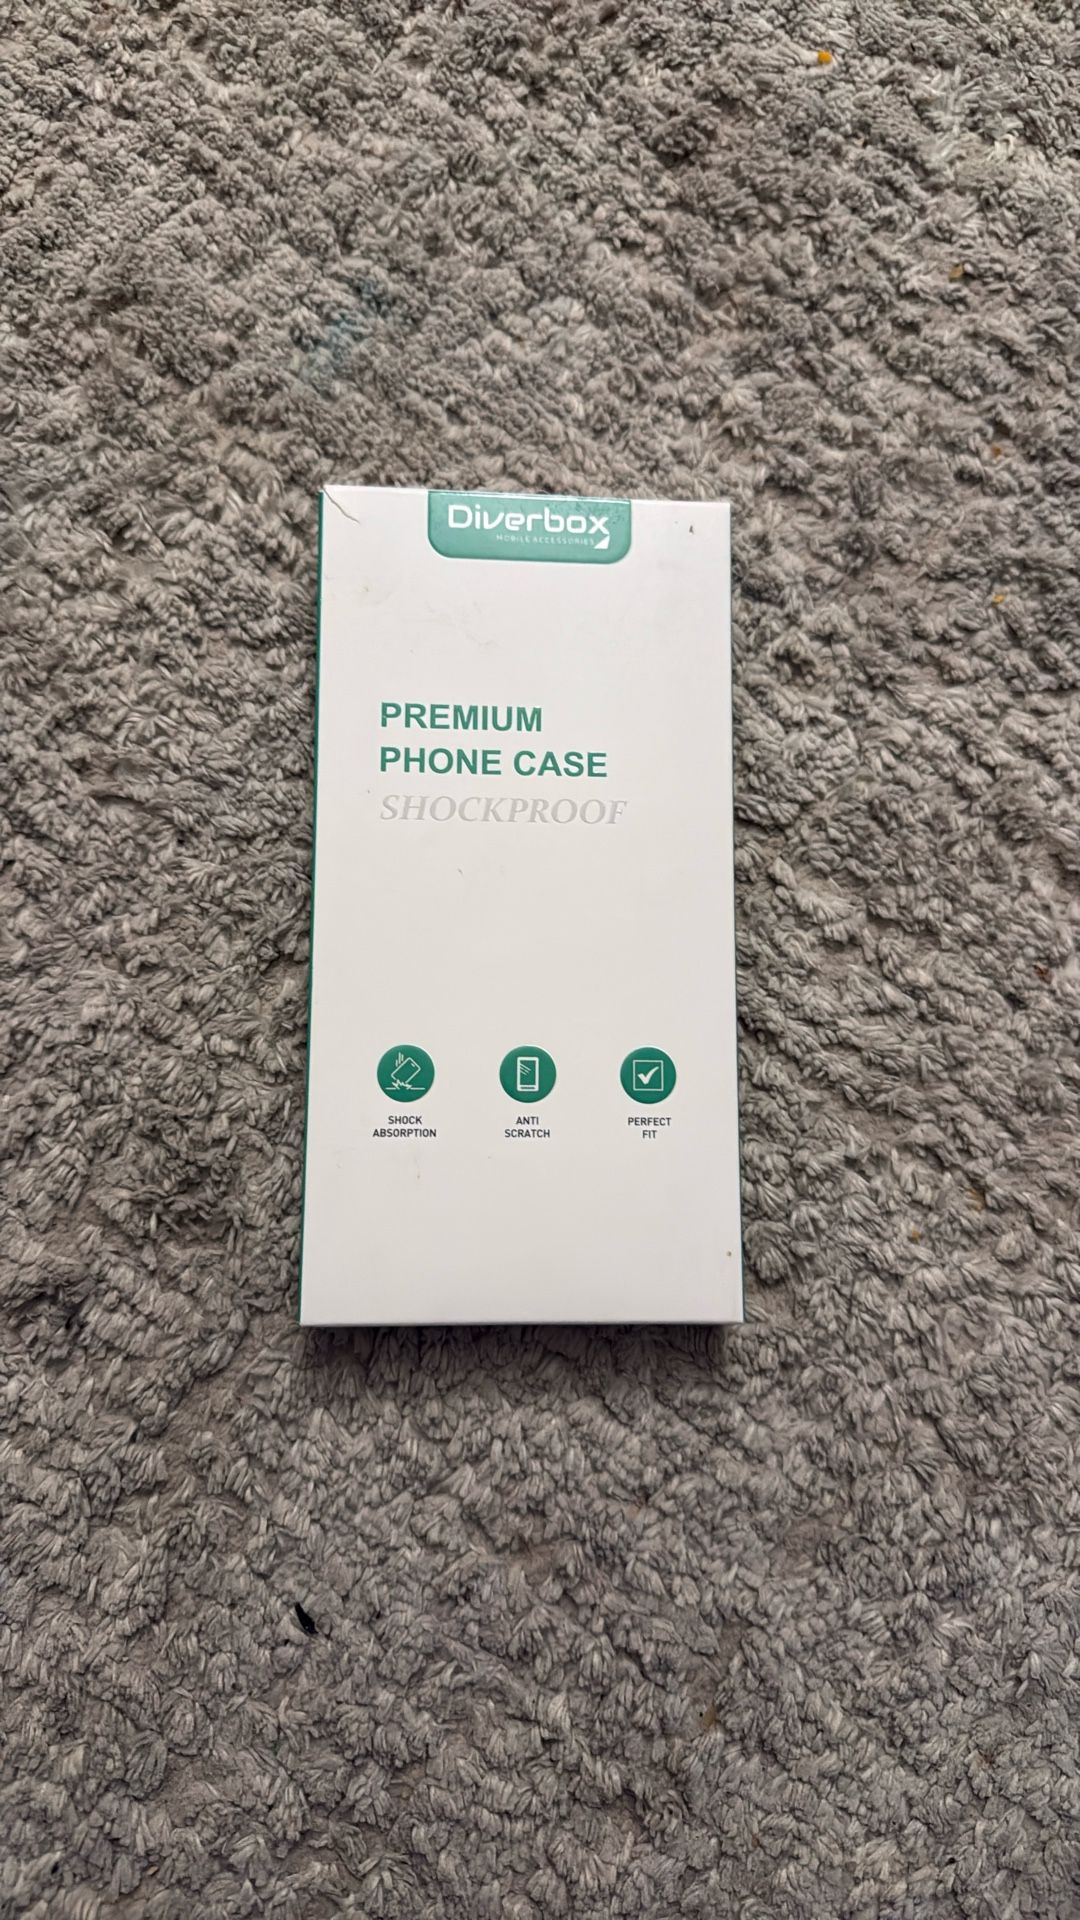 Diverbox
MOBILE ACCESSORIES
PREMIUM
PHONE CASE
SHOCKPROOF
SHOCK
ABSORPTION
ANTI
SCRATCH
PERFECT
FIT